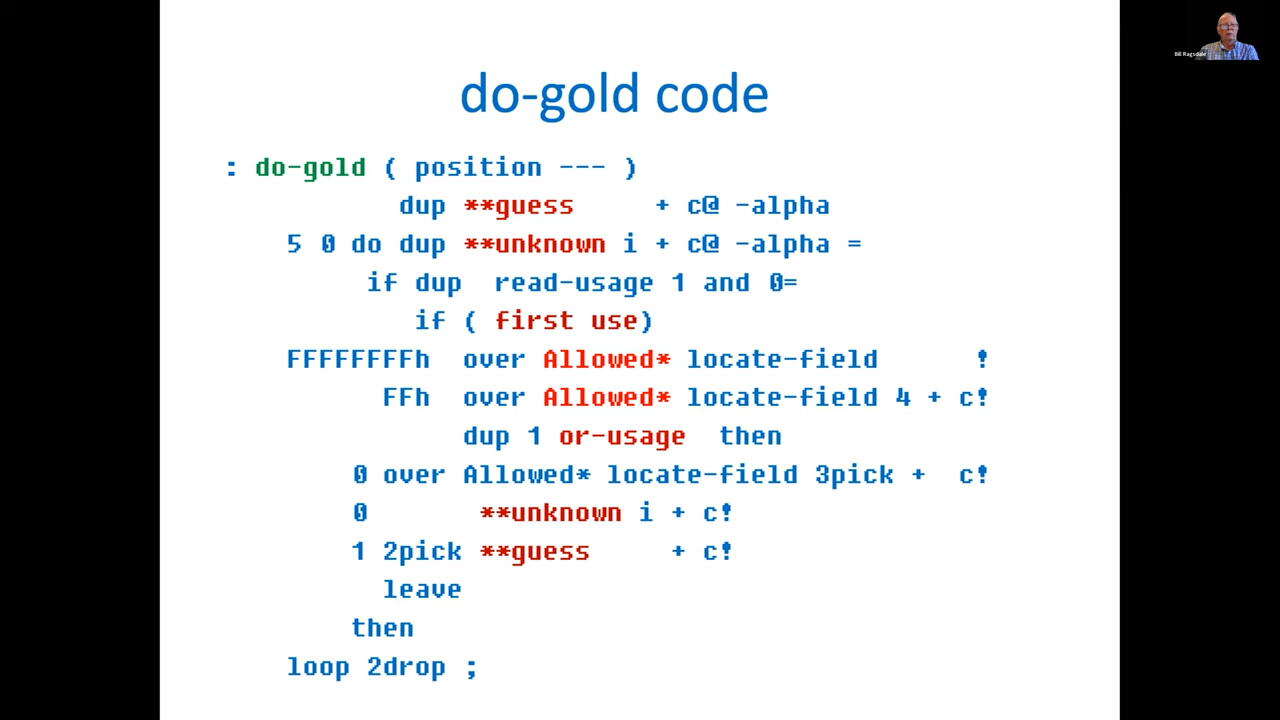 Bill Ragsdale
do-gold code
: do-gold ( position --- )
dup **guess + c@ -alpha
5 0 do dup **unknown i + c@ -alpha =
if dup read-usage 1 and 0=
if ( first use)
FFFFFFFFh over Allowed* locate-field !
FFh over Allowed* locate-field 4 + c!
dup 1 or-usage then
0 over Allowed* locate-field 3pick + c!
0 **unknown i + c!
1 2pick **guess + c!
leave
then
loop 2drop ;